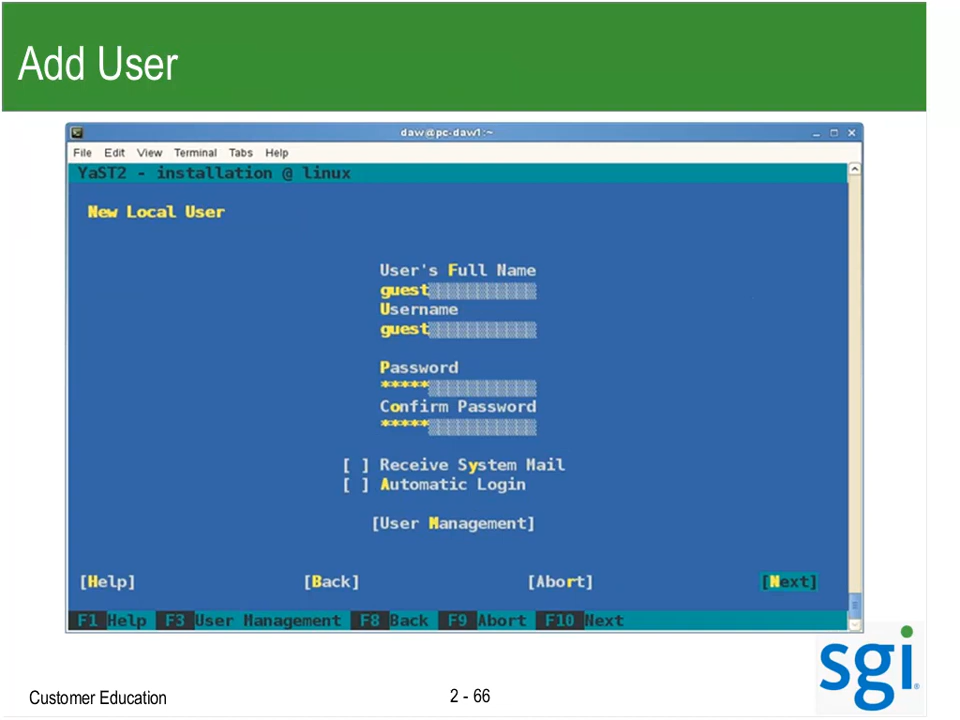 Add User
daw@pc-daw1:~
File Edit View Terminal Tabs Help
YaST2 - installation @ linux
New Local User
User's Full Name
guest
Username
guest
Password
*****
Confirm Password
*****
[ ] Receive System Mail
[ ] Automatic Login
[User Management]
[Help] [Back] [Abort] [Next]
F1 Help F3 User Management F8 Back F9 Abort F10 Next
sgi®
Customer Education 2 - 66